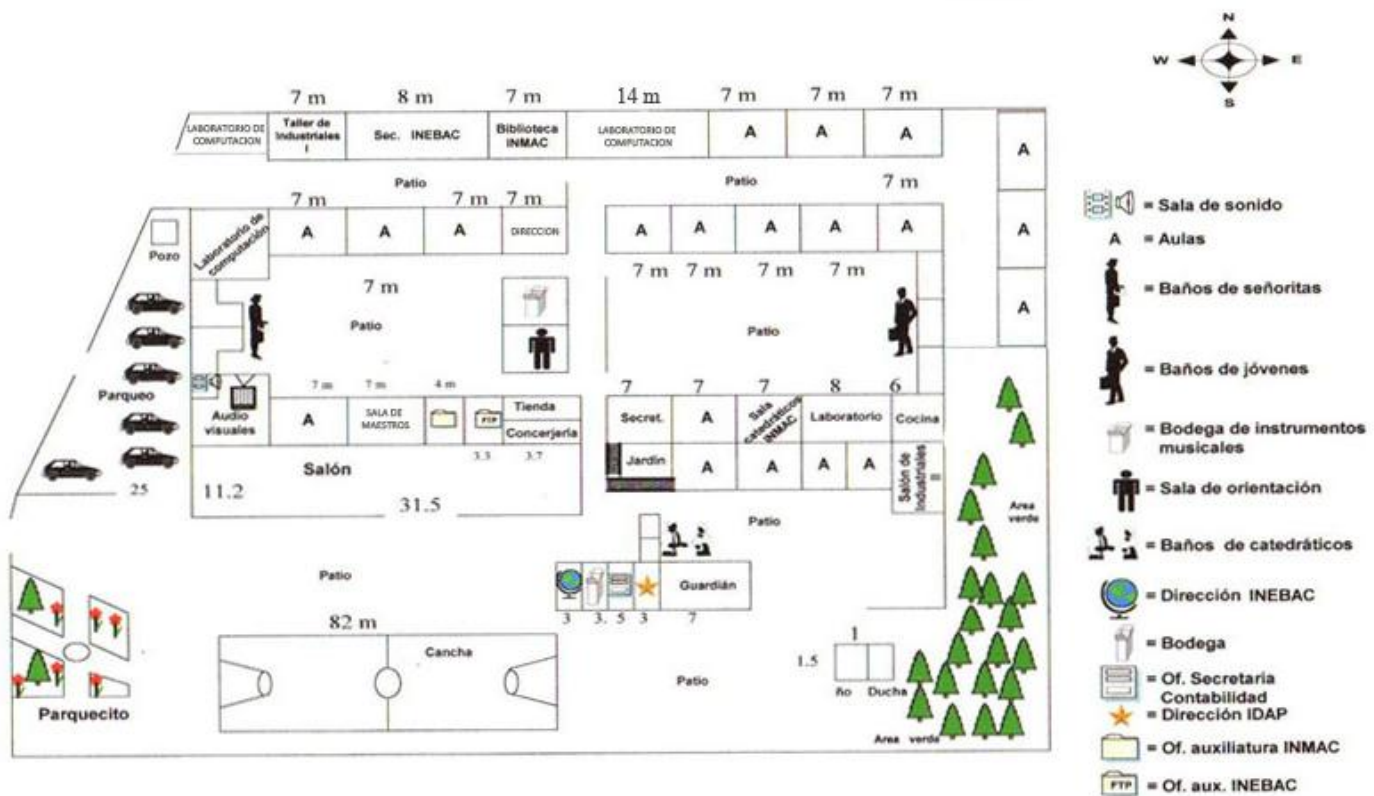 N
W E
S
7 m 8 m 7 m 14 m 7 m 7 m 7 m
LABORATORIO DE
COMPUTACION
Taller de
Industriales
I
Sec. INEBAC
Biblioteca
INMAC
LABORATORIO DE
COMPUTACION
A
A
A
A
A
A
Patio
Patio
7 m
7 m 7 m 7 m
Pozo
Laboratorio de
computación
A
A
A
DIRECCION
A
A
A
A
A
7 m 7 m 7 m 7 m
7 m
Patio
Patio
Parqueo
25
Audio
visuales
7 m 7 m 4 m
A
SALA DE
MAESTROS
FTP
Tienda
Concerjería
3.3 3.7
Salón
11.2
31.5
7 7 7 8 6
Secret.
A
Sala
catedráticos
INMAC
Laboratorio
Cocina
Jardín
A
A
A
A
Salón de
Industriales
II
Patio
Area
verde
Patio
Guardián
3 3. 5 3 7
82 m
Cancha
Patio
1
1.5
ño Ducha
Parquecito
Area verde
= Sala de sonido
A = Aulas
= Baños de señoritas
= Baños de jóvenes
= Bodega de instrumentos
musicales
= Sala de orientación
= Baños de catedráticos
= Dirección INEBAC
= Bodega
= Of. Secretaria
Contabilidad
= Dirección IDAP
= Of. auxiliatura INMAC
FTP = Of. aux. INEBAC